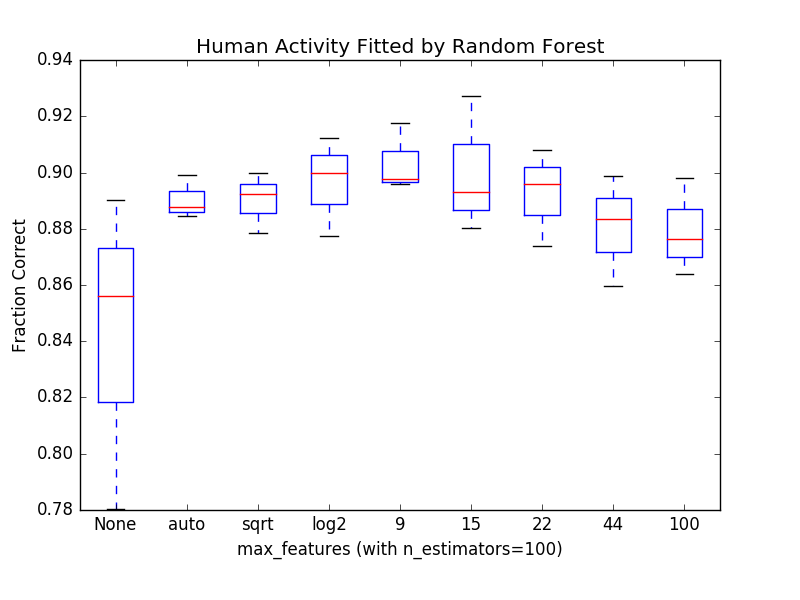 Human Activity Fitted by Random Forest
0.94
0.92
0.90
0.88
0.86
0.84
0.82
0.80
0.78
Fraction Correct
None auto sqrt log2 9 15 22 44 100
max_features (with n_estimators=100)